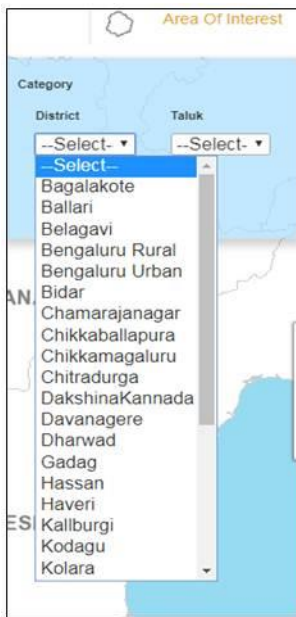 Area Of Interest
Category
District Taluk
--Select- --Select-
--Select--
Bagalakote
Ballari
Belagavi
Bengaluru Rural
Bengaluru Urban
Bidar
Chamarajanagar
Chikkaballapura
Chikkamagaluru
Chitradurga
DakshinaKannada
Davanagere
Dharwad
Gadag
Hassan
Haveri
Kallburgi
Kodagu
Kolara